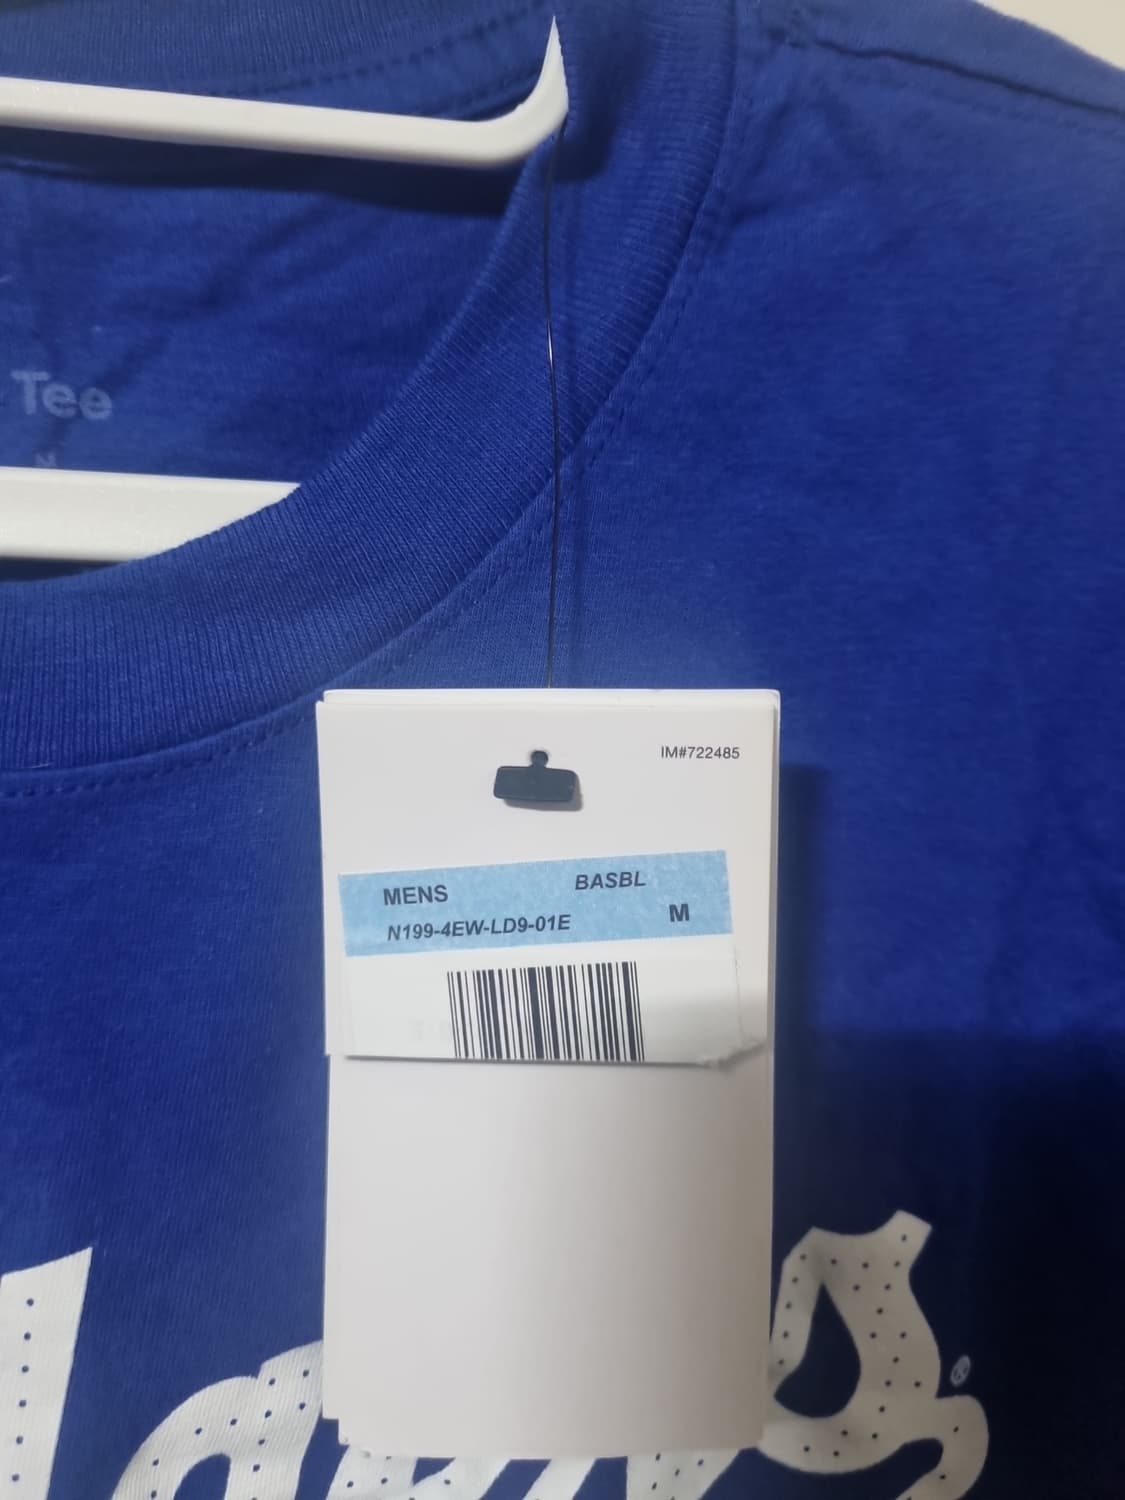 Tee
M
IM#722485
MENS BASBL
N199-4EW-LD9-01E M